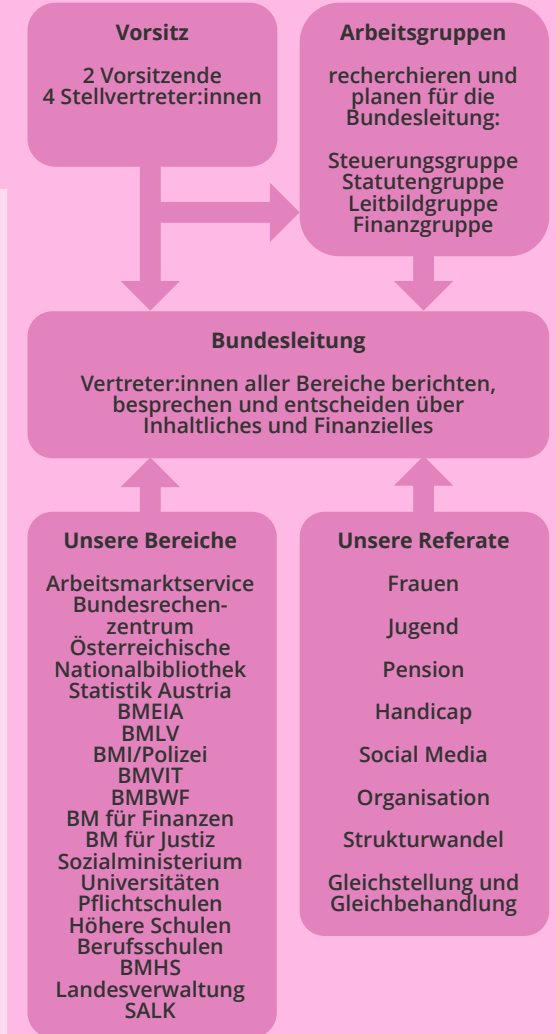 Vorsitz
2 Vorsitzende
4 Stellvertreter:innen
Arbeitsgruppen
recherchieren und
planen für die
Bundesleitung:
Steuerungsgruppe
Statutengruppe
Leitbildgruppe
Finanzgruppe
Bundesleitung
Vertreter:innen aller Bereiche berichten,
besprechen und entscheiden über
Inhaltliches und Finanzielles
Unsere Bereiche
Arbeitsmarktservice
Bundesrechen-
zentrum
Österreichische
Nationalbibliothek
Statistik Austria
BMEIA
BMLV
BMI/Polizei
BMVIT
BMBWF
BM für Finanzen
BM für Justiz
Sozialministerium
Universitäten
Pflichtschulen
Höhere Schulen
Berufsschulen
BMHS
Landesverwaltung
SALK
Unsere Referate
Frauen
Jugend
Pension
Handicap
Social Media
Organisation
Strukturwandel
Gleichstellung und
Gleichbehandlung